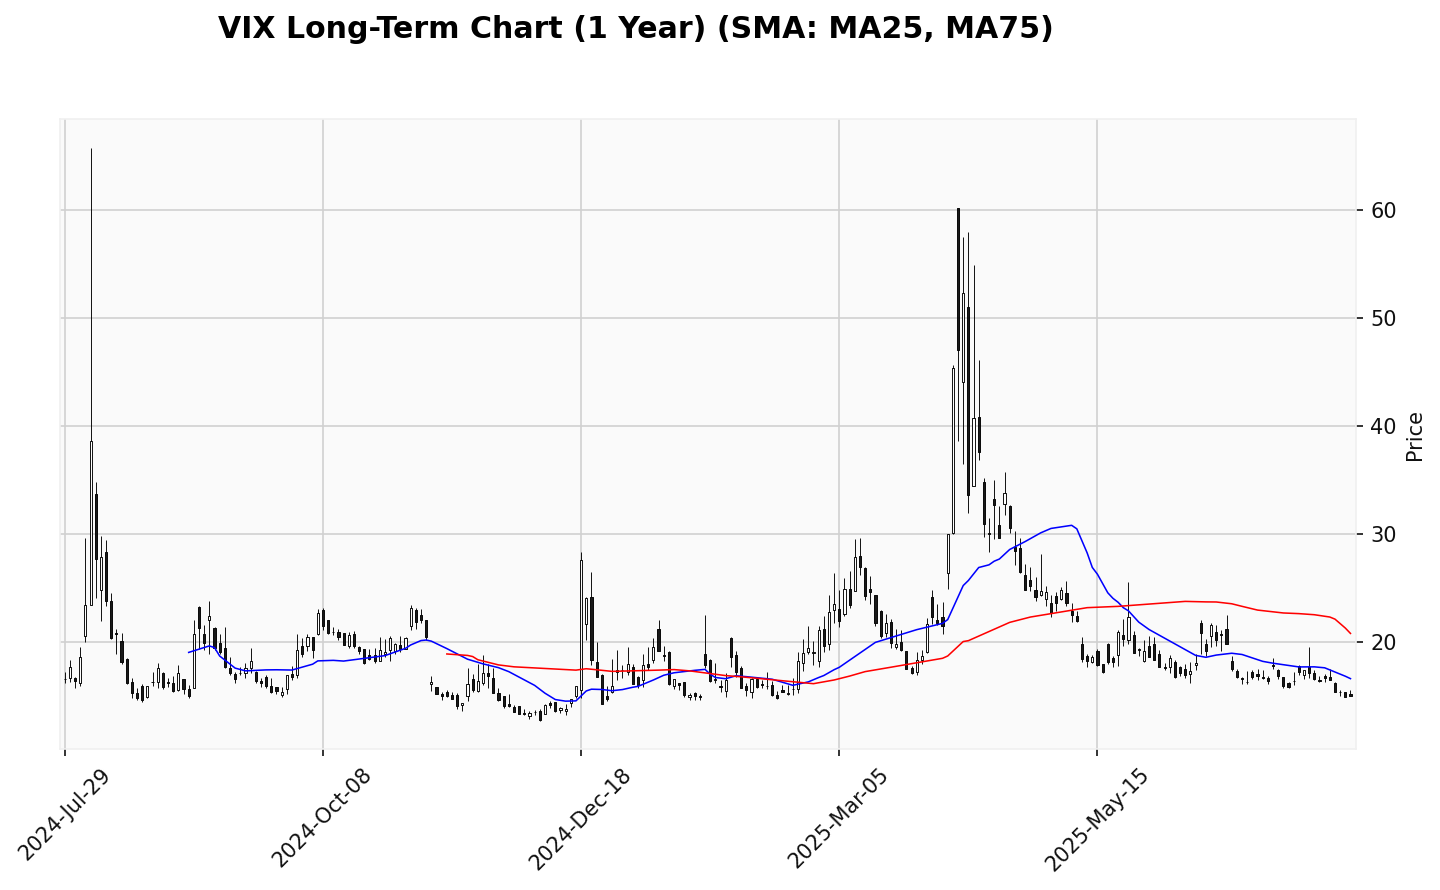 VIX Long-Term Chart (1 Year) (SMA: MA25, MA75)
60
50
40
30
20
Price
2024-Jul-29
2024-Oct-08
2024-Dec-18
2025-Mar-05
2025-May-15